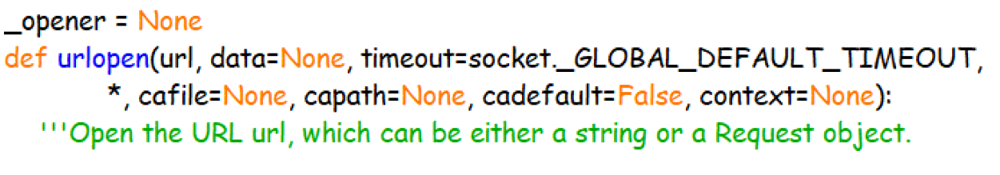 _opener = None
def urlopen(url, data=None, timeout=socket._GLOBAL_DEFAULT_TIMEOUT,
*, cafile=None, capath=None, cadefault=False, context=None):
'''Open the URL url, which can be either a string or a Request object.